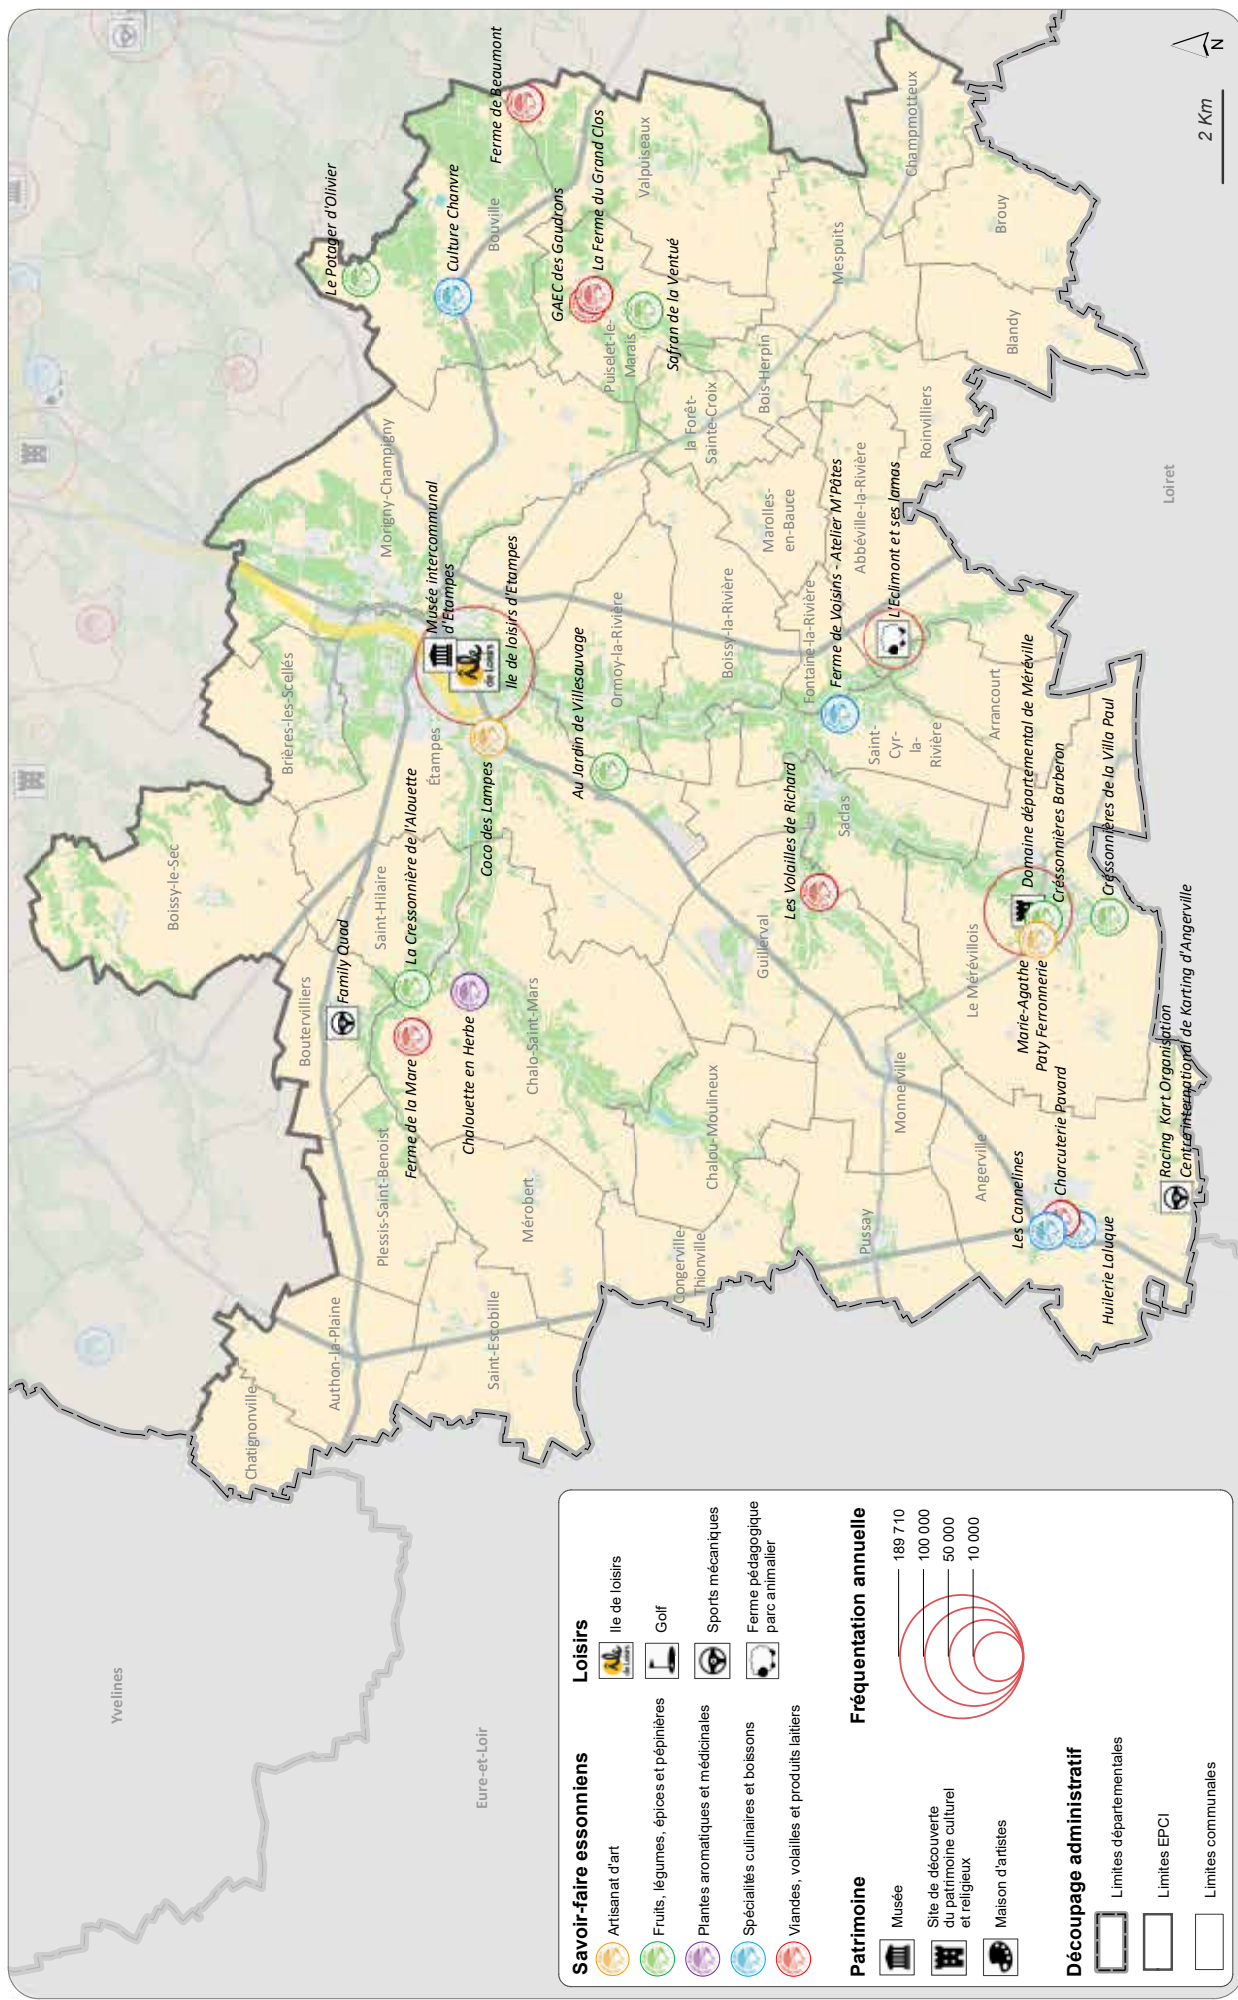 Yvelines
Eure-et-Loir
Loiret
Chatignonville
Authon-la-Plaine
Saint-Escobille
Plessis-Saint-Benoist
Mérobert
Congerville-
Thionville
Boutervilliers
Boissy-le-Sec
Saint-Hilaire
Chalo-Saint-Mars
Chalou-Moulineux
Pussay
Monnerville
Angerville
Guillerval
Le Mérévillois
Saclas
Brières-les-Scellés
Étampes
Morigny-Champigny
Ormoy-la-Rivière
Boissy-la-Rivière
Fontaine-la-Rivière
Saint-
Cyr-
la-
Rivière
Arrancourt
Abbéville-la-Rivière
Marolles-
en-Bauce
Roinvilliers
Bois-Herpin
la Forêt-
Sainte-Croix
Puiselet-le-
Marais
Bouville
Valpuiseaux
Mespuits
Champmotteux
Brouy
Blandy
Family Quad
La Cressonnière de l'Alouette
Ferme de la Mare
Chalouette en Herbe
Coco des Lampes
Musée intercommunal
d'Etampes
Ile de loisirs d'Etampes
île
de Loisirs
Au Jardin de Villesauvage
Les Volailles de Richard
Ferme de Voisins - Atelier M'Pâtes
L'Eclimont et ses lamas
Domaine départemental de Méréville
Créssonnières Barberon
Créssonnières de la Villa Paul
Marie-Agathe
Paty Ferronnerie
Racing Kart Organisation
Centre international de Karting d'Angerville
Les Cannelines
Charcuterie Pavard
Huilerie Laluque
Le Potager d'Olivier
Culture Chanvre
Ferme de Beaumont
GAEC des Gaudrons
La Ferme du Grand Clos
Safran de la Ventué
N
2 Km
Savoir-faire essonniens
Artisanat d'art
Fruits, légumes, épices et pépinières
Plantes aromatiques et médicinales
Spécialités culinaires et boissons
Viandes, volailles et produits laitiers
Loisirs
île
de Loisirs
Ile de loisirs
Golf
Sports mécaniques
Ferme pédagogique
parc animalier
Patrimoine
Musée
Site de découverte
du patrimoine culturel
et religieux
Maison d'artistes
Fréquentation annuelle
189 710
100 000
50 000
10 000
Découpage administratif
Limites départementales
Limites EPCI
Limites communales